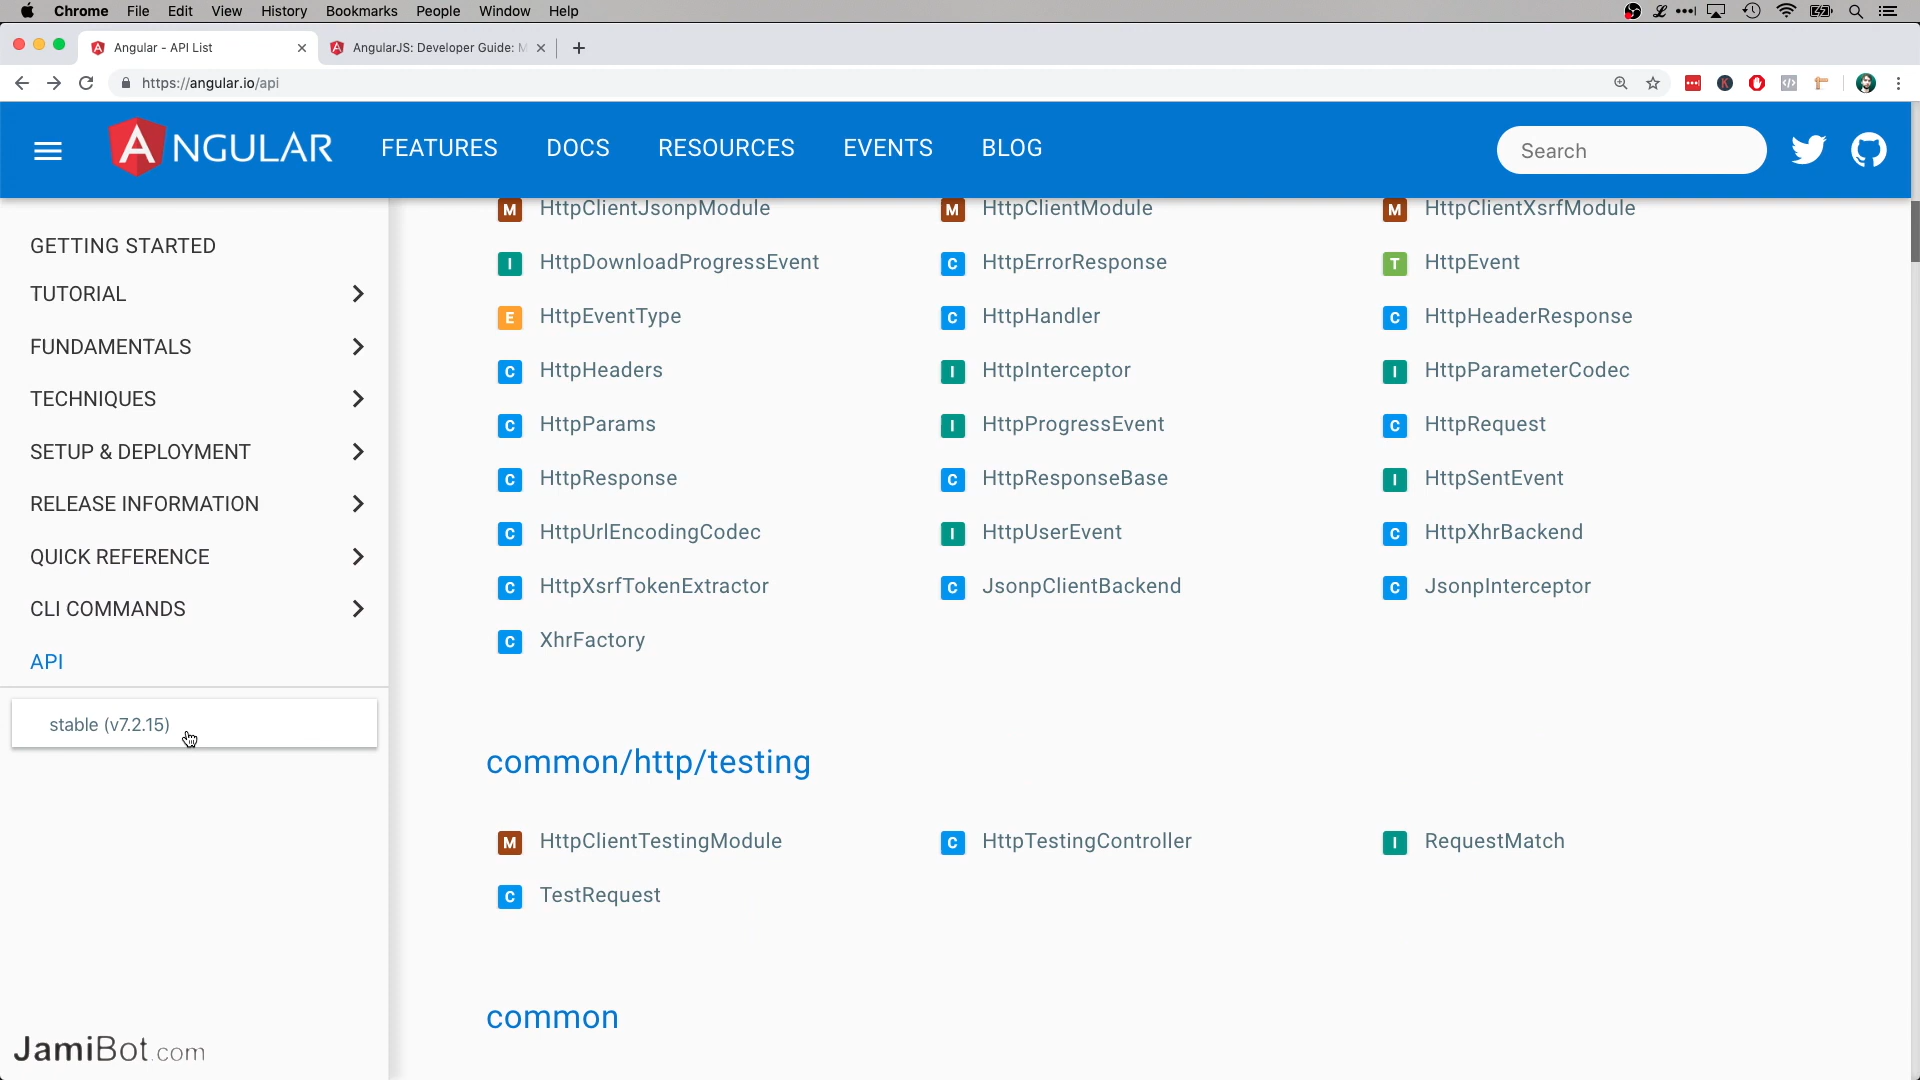 Chrome File Edit View History Bookmarks People Window Help
Angular - API List
AngularJS: Developer Guide: M
https://angular.io/api
ANGULAR
FEATURES DOCS RESOURCES EVENTS BLOG
Search
GETTING STARTED
TUTORIAL
FUNDAMENTALS
TECHNIQUES
SETUP & DEPLOYMENT
RELEASE INFORMATION
QUICK REFERENCE
CLI COMMANDS
API
stable (v7.2.15)
JamiBot.com
M HttpClientJsonpModule M HttpClientModule M HttpClientXsrfModule
I HttpDownloadProgressEvent C HttpErrorResponse T HttpEvent
E HttpEventType C HttpHandler C HttpHeaderResponse
C HttpHeaders I HttpInterceptor I HttpParameterCodec
C HttpParams I HttpProgressEvent C HttpRequest
C HttpResponse C HttpResponseBase I HttpSentEvent
C HttpUrlEncodingCodec I HttpUserEvent C HttpXhrBackend
C HttpXsrfTokenExtractor C JsonpClientBackend C JsonpInterceptor
C XhrFactory
common/http/testing
M HttpClientTestingModule C HttpTestingController I RequestMatch
C TestRequest
common